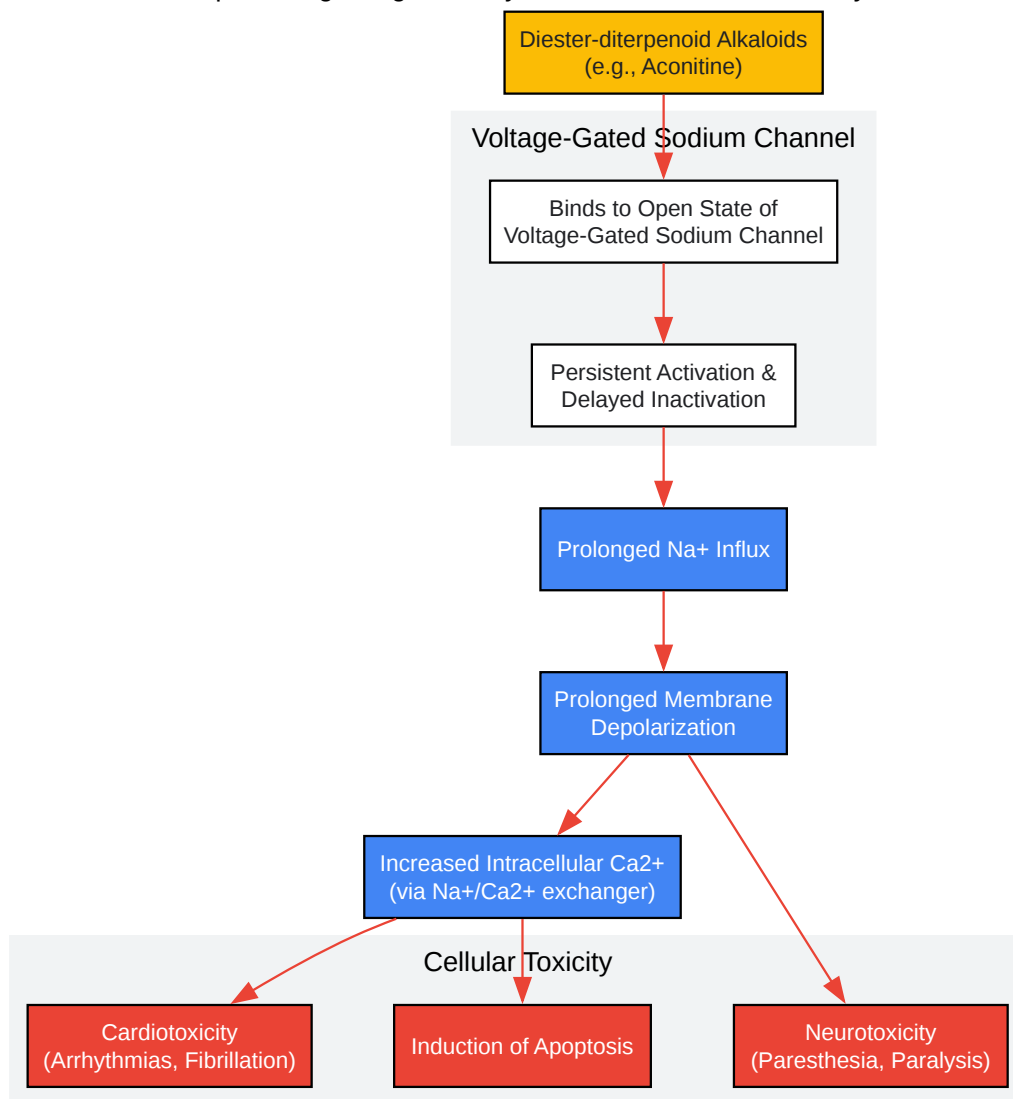 Diester-diterpenoid Alkaloids
(e.g., Aconitine)
Voltage-Gated Sodium Channel
Binds to Open State of
Voltage-Gated Sodium Channel
Persistent Activation &
Delayed Inactivation
Prolonged Na+ Influx
Prolonged Membrane
Depolarization
Increased Intracellular Ca2+
(via Na+/Ca2+ exchanger)
Cellular Toxicity
Cardiotoxicity
(Arrhythmias, Fibrillation)
Induction of Apoptosis
Neurotoxicity
(Paresthesia, Paralysis)